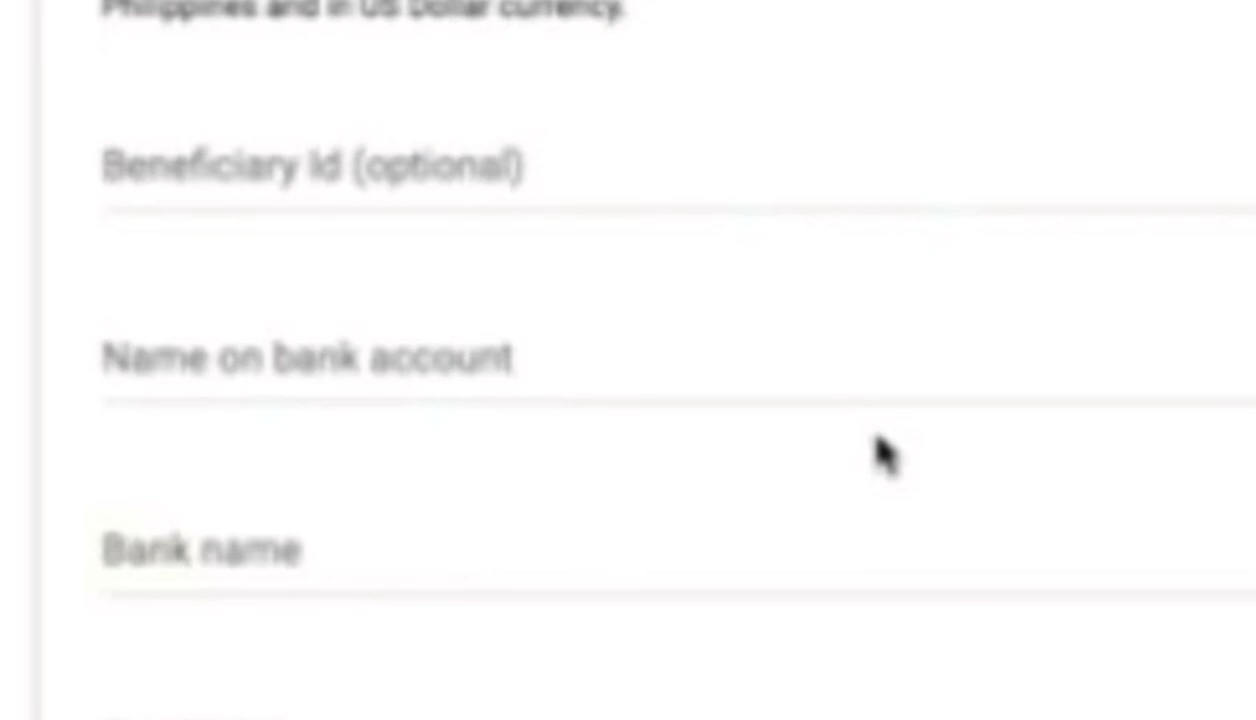 Philippines and in US Dollar currency.
Beneficiary Id (optional)
Name on bank account
Bank name